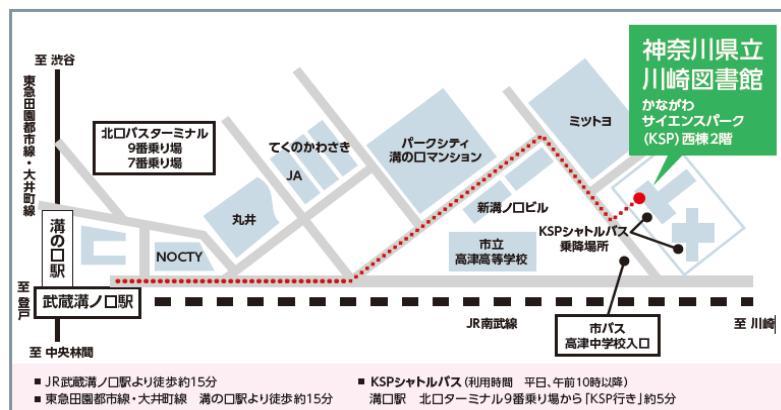 至 渋谷
東急田園都市線・大井町線
北口バスターミナル
9番乗り場
7番乗り場
てくのかわさき
JA
パークシティ
溝の口マンション
ミツトヨ
神奈川県立
川崎図書館
かながわ
サイエンスパーク
(KSP) 西棟2階
丸井
新溝ノ口ビル
KSPシャトルバス
乗降場所
溝の口駅
NOCTY
市立
高津高等学校
至 登戸
武蔵溝ノ口駅
JR南武線
市バス
高津中学校入口
至 川崎
至 中央林間
■ JR武蔵溝ノ口駅より徒歩約15分
■ 東急田園都市線・大井町線 溝の口駅より徒歩約15分
■ KSPシャトルバス (利用時間 平日、午前10時以降)
溝口駅 北口ターミナル9番乗り場から「KSP行き」約5分